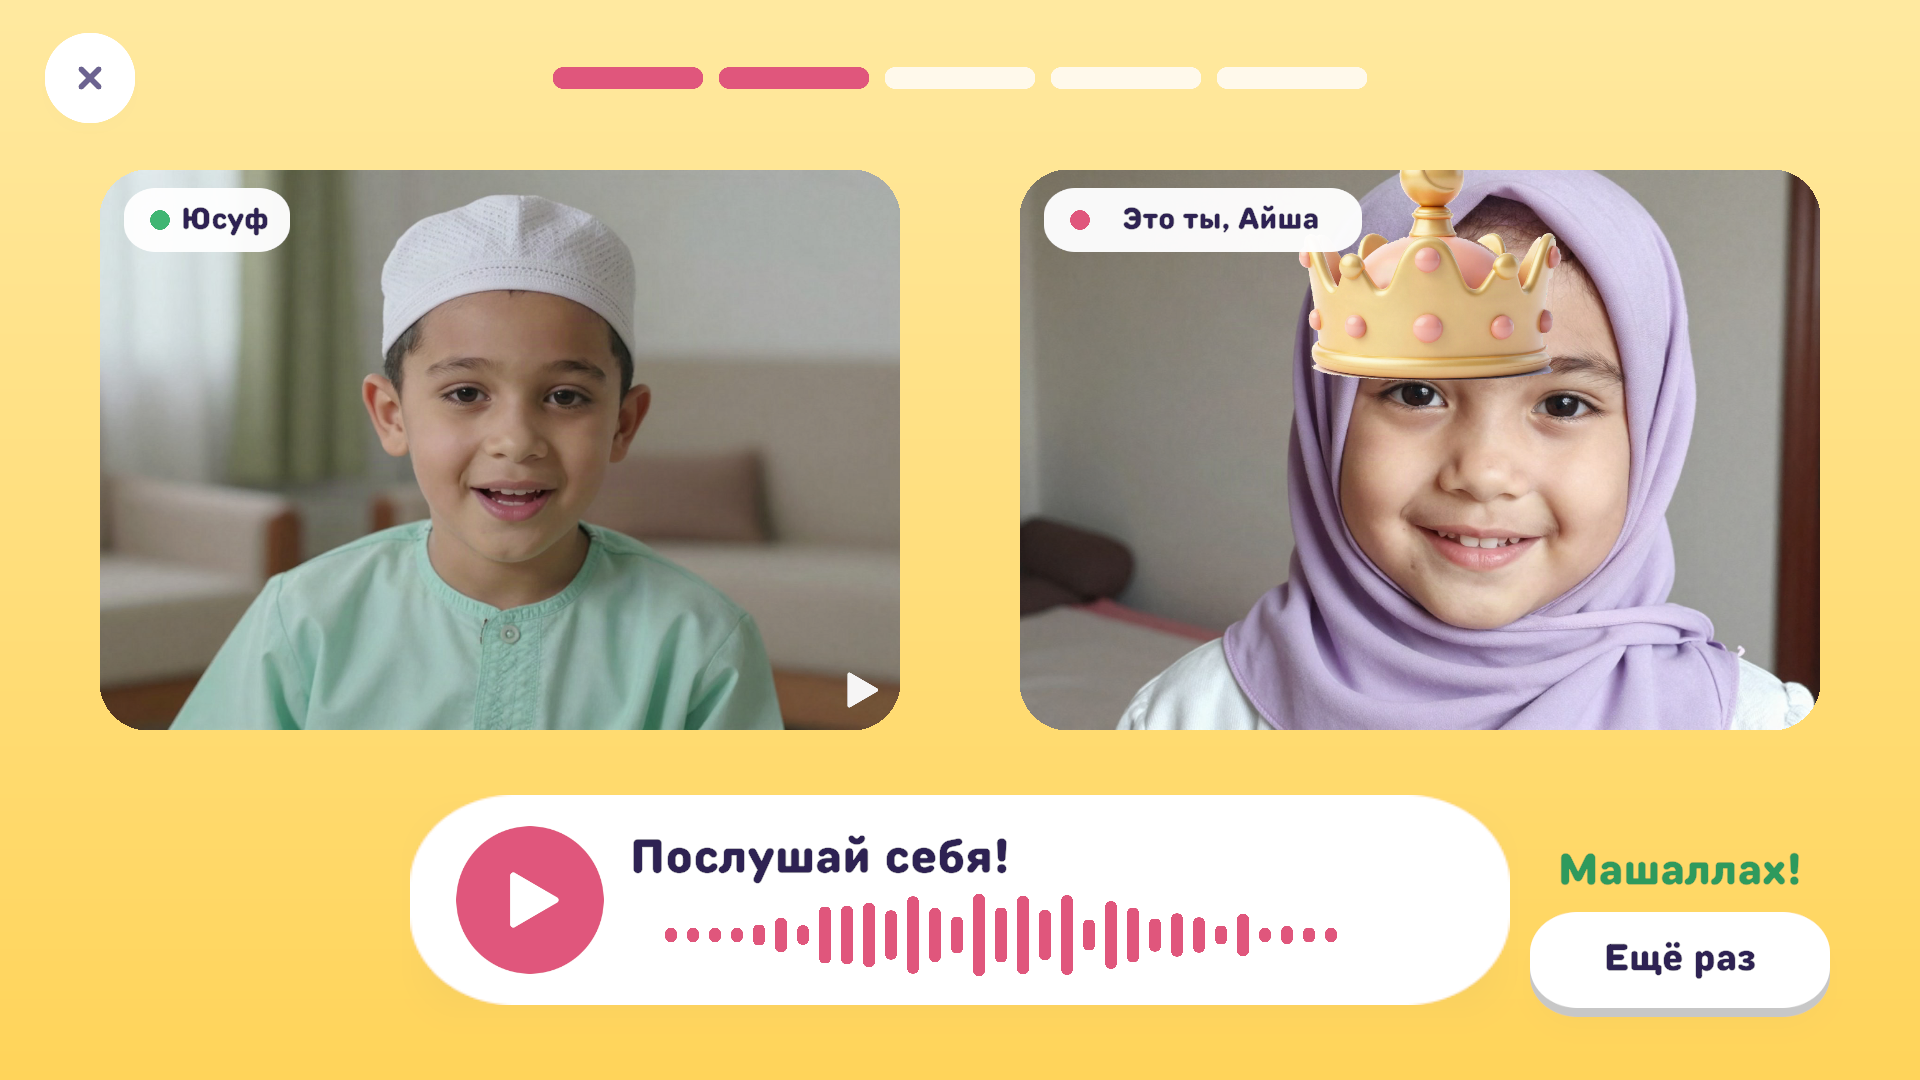 Юсуф
Это ты, Айша
Послушай себя!
Машаллах!
Ещё раз